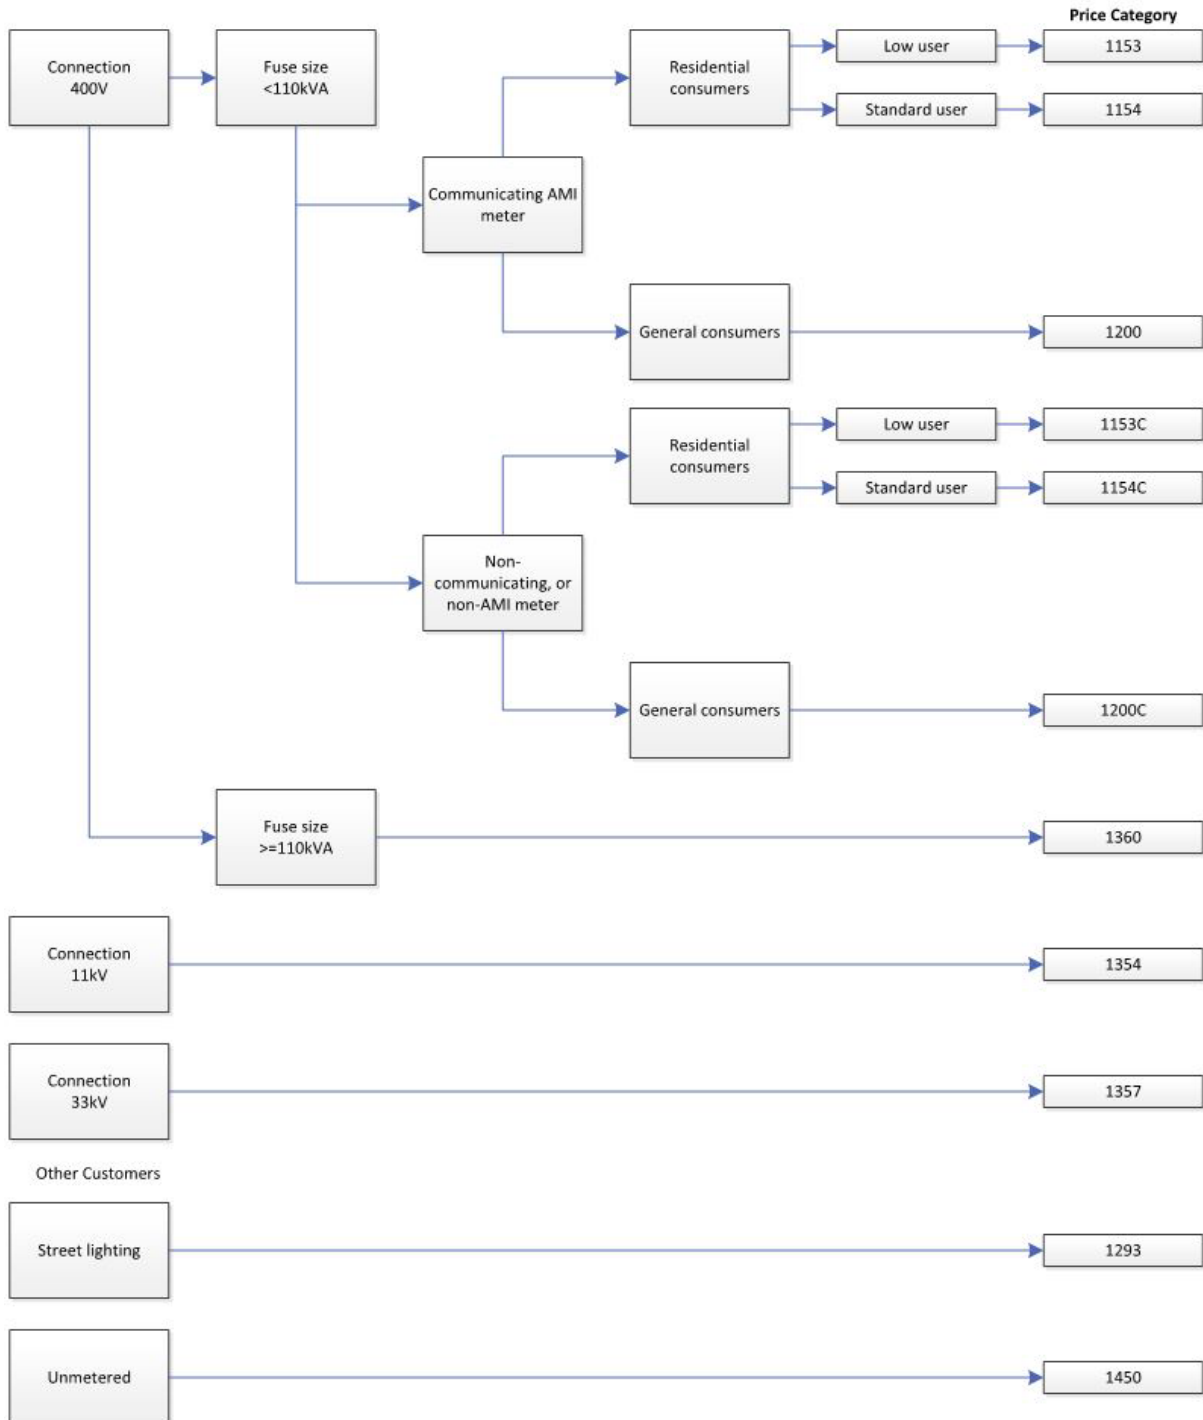 Price Category
Connection
400V
Fuse size
<110kVA
Residential
consumers
Low user
1153
Standard user
1154
Communicating AMI
meter
General consumers
1200
Residential
consumers
Low user
1153C
Standard user
1154C
Non-
communicating, or
non-AMI meter
General consumers
1200C
Fuse size
>=110kVA
1360
Connection
11kV
1354
Connection
33kV
1357
Other Customers
Street lighting
1293
Unmetered
1450